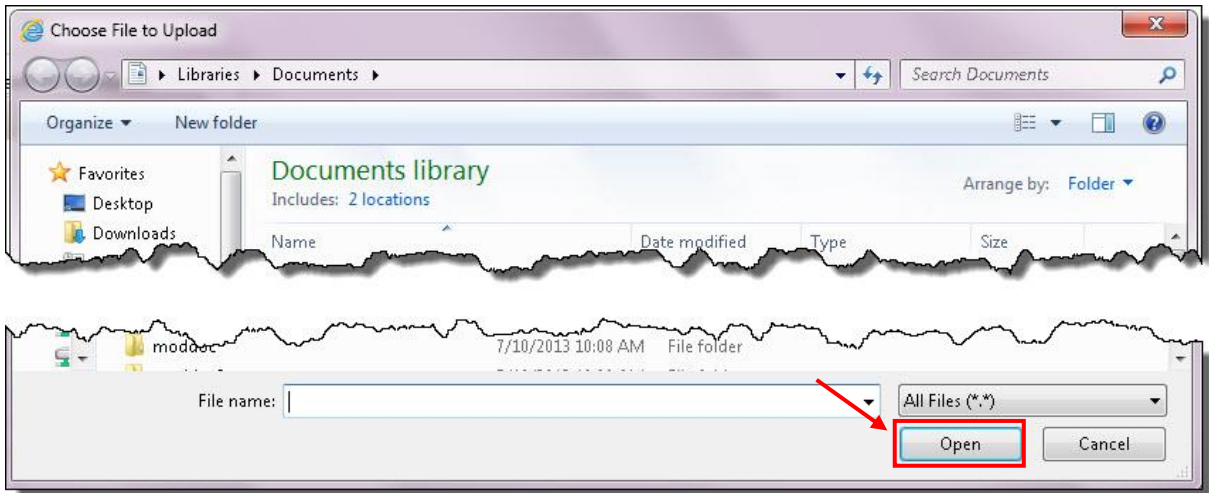 Choose File to Upload
Libraries Documents
Search Documents
Organize New folder
Favorites
Documents library
Arrange by: Folder
Desktop
Includes: 2 locations
Downloads
Name Date modified Type Size
moddoc 7/10/2013 10:08 AM File folder
File name: All Files (*.*)
Open Cancel